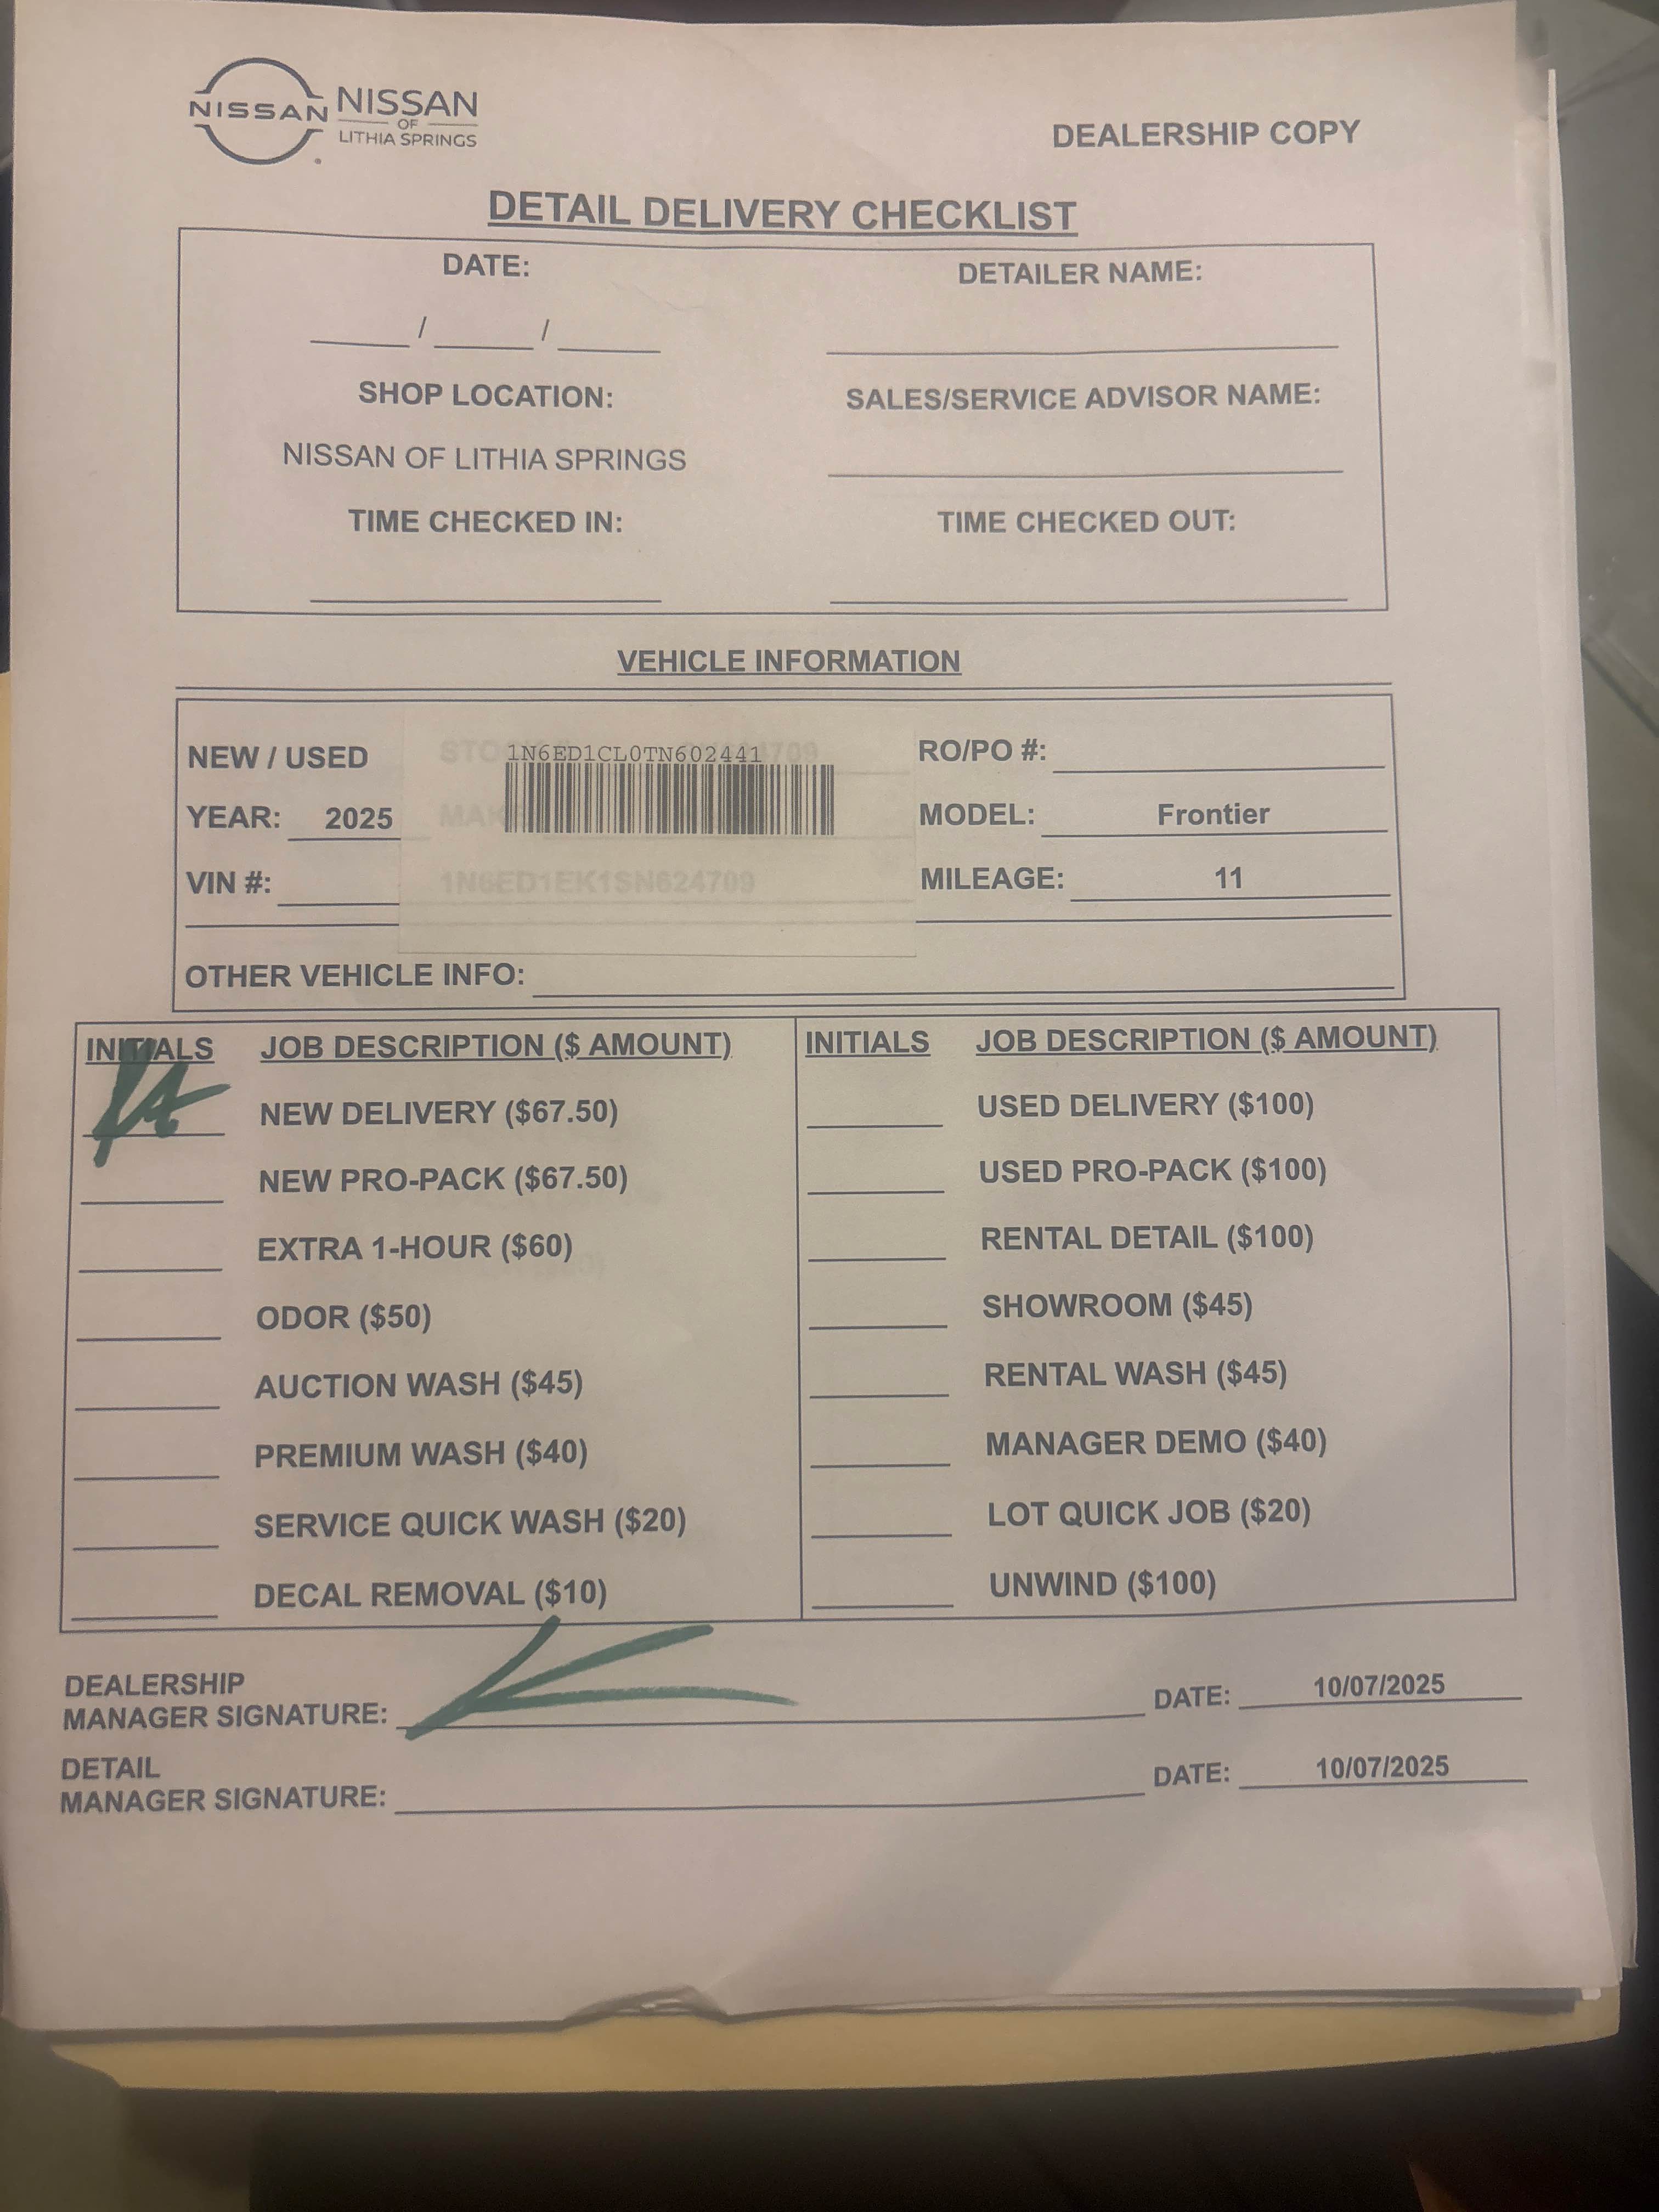 NISSAN NISSAN
OF
LITHIA SPRINGS
DEALERSHIP COPY
DETAIL DELIVERY CHECKLIST
DATE: DETAILER NAME:
/ /
SHOP LOCATION: SALES/SERVICE ADVISOR NAME:
NISSAN OF LITHIA SPRINGS
TIME CHECKED IN: TIME CHECKED OUT:
VEHICLE INFORMATION
NEW / USED 1N6ED1CL0TN602441 RO/PO #:
YEAR: 2025 MODEL: Frontier
VIN #: 1N6ED1EK1SN624709 MILEAGE: 11
OTHER VEHICLE INFO:
INITIALS JOB DESCRIPTION ($ AMOUNT) INITIALS JOB DESCRIPTION ($ AMOUNT)
NEW DELIVERY ($67.50) USED DELIVERY ($100)
NEW PRO-PACK ($67.50) USED PRO-PACK ($100)
EXTRA 1-HOUR ($60) RENTAL DETAIL ($100)
ODOR ($50) SHOWROOM ($45)
AUCTION WASH ($45) RENTAL WASH ($45)
PREMIUM WASH ($40) MANAGER DEMO ($40)
SERVICE QUICK WASH ($20) LOT QUICK JOB ($20)
DECAL REMOVAL ($10) UNWIND ($100)
DEALERSHIP
MANAGER SIGNATURE: DATE: 10/07/2025
DETAIL
MANAGER SIGNATURE: DATE: 10/07/2025